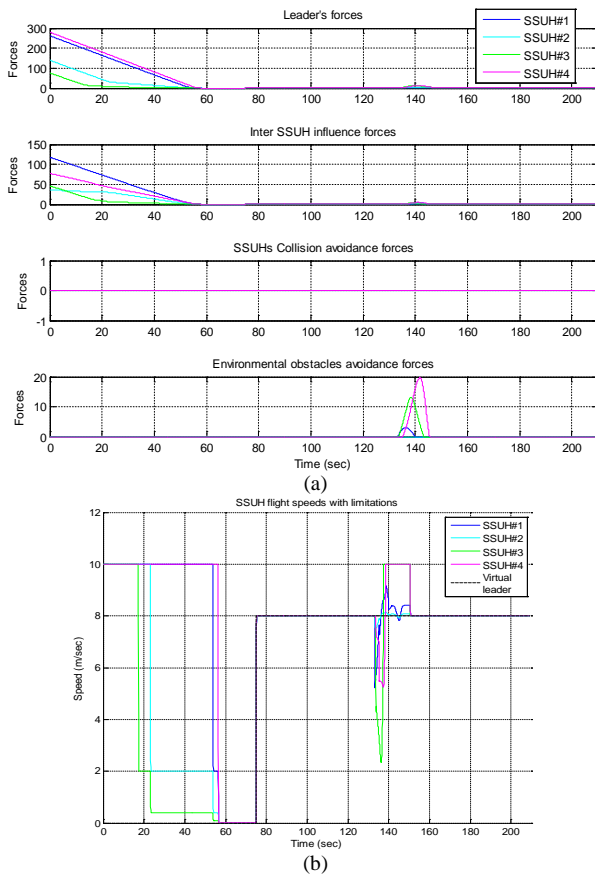 Leader's forces
SSUH#1
SSUH#2
SSUH#3
SSUH#4
Forces
300
200
100
0
0 20 40 60 80 100 120 140 160 180 200
Inter SSUH influence forces
Forces
150
100
50
0
0 20 40 60 80 100 120 140 160 180 200
SSUHs Collision avoidance forces
Forces
1
0
-1
0 20 40 60 80 100 120 140 160 180 200
Environmental obstacles avoidance forces
Forces
20
10
0
0 20 40 60 80 100 120 140 160 180 200
Time (sec)
(a)
SSUH flight speeds with limitations
SSUH#1
SSUH#2
SSUH#3
SSUH#4
Virtual
leader
Speed (m/sec)
12
10
8
6
4
2
0
0 20 40 60 80 100 120 140 160 180 200
Time (sec)
(b)